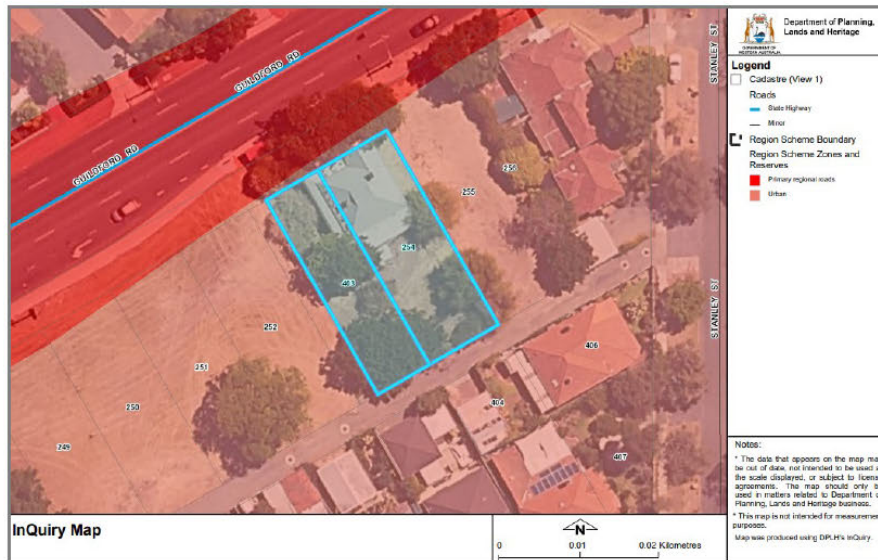 GUILDFORD RD
GUILDFORD RD
STANLEY ST
STANLEY ST
256
255
254
403
252
251
250
249
406
404
407
GOVERNMENT OF
WESTERN AUSTRALIA
Department of Planning,
Lands and Heritage
Legend
Cadastre (View 1)
Roads
State Highway
Minor
Region Scheme Boundary
Region Scheme Zones and
Reserves
Primary regional roads
Urban
Notes:
* The data that appears on the map ma
be out of date, not intended to be used a
the scale displayed, or subject to licens
agreements. The map should only b
used in matters related to Department o
Planning, Lands and Heritage business.
* This map is not intended for measuremen
purposes.
Map was produced using DPLH's InQuiry.
InQuiry Map
N
0 0.01 0.02 Kilometres